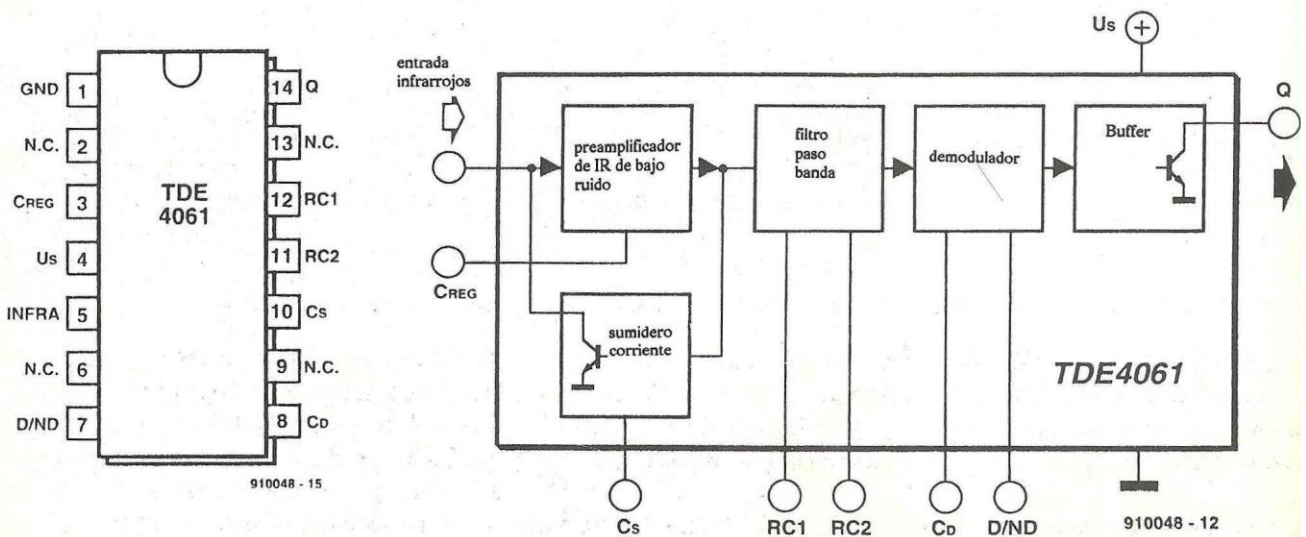 GND 1
N.C. 2
CREG 3
Us 4
INFRA 5
N.C. 6
D/ND 7
TDE
4061
14 Q
13 N.C.
12 RC1
11 RC2
10 Cs
9 N.C.
8 CD
910048 - 15
Us +
entrada
infrarrojos
CREG
preamplificador
de IR de bajo
ruido
sumidero
corriente
filtro
paso
banda
demodulador
Buffer
Q
TDE4061
Cs
RC1
RC2
CD
D/ND
910048 - 12